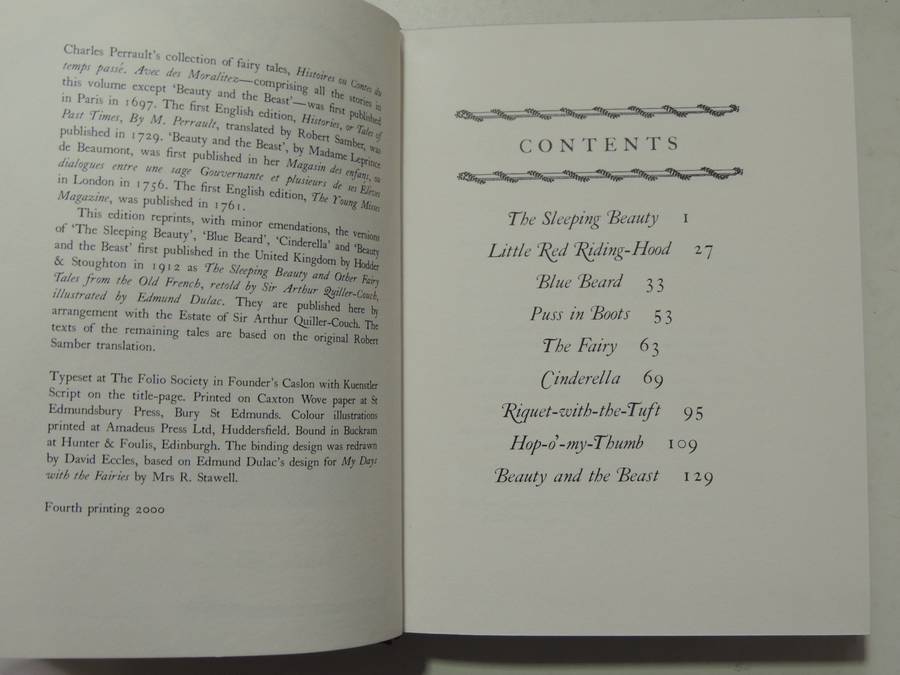 Charles Perrault's collection of fairy tales, Histoires ou Contes du
temps passé. Avec des Moralitez—comprising all the stories in
this volume except 'Beauty and the Beast'—was first published
in Paris in 1697. The first English edition, Histories, or Tales of
Past Times, By M. Perrault, translated by Robert Samber, was
published in 1729. 'Beauty and the Beast', by Madame Leprince
de Beaumont, was first published in her Magasin des enfans, ou
dialogues entre une sage Gouvernante et plusieurs de ses Elèves
in London in 1756. The first English edition, The Young Misses
Magazine, was published in 1761.
This edition reprints, with minor emendations, the versions
of 'The Sleeping Beauty', 'Blue Beard', 'Cinderella' and 'Beauty
and the Beast' first published in the United Kingdom by Hodder
& Stoughton in 1912 as The Sleeping Beauty and Other Fairy
Tales from the Old French, retold by Sir Arthur Quiller-Couch,
illustrated by Edmund Dulac. They are published here by
arrangement with the Estate of Sir Arthur Quiller-Couch. The
texts of the remaining tales are based on the original Robert
Samber translation.
Typeset at The Folio Society in Founder's Caslon with Kuenstler
Script on the title-page. Printed on Caxton Wove paper at St
Edmundsbury Press, Bury St Edmunds. Colour illustrations
printed at Amadeus Press Ltd, Huddersfield. Bound in Buckram
at Hunter & Foulis, Edinburgh. The binding design was redrawn
by David Eccles, based on Edmund Dulac's design for My Days
with the Fairies by Mrs R. Stawell.
Fourth printing 2000
CONTENTS
The Sleeping Beauty 1
Little Red Riding-Hood 27
Blue Beard 33
Puss in Boots 53
The Fairy 63
Cinderella 69
Riquet-with-the-Tuft 95
Hop-o'-my-Thumb 109
Beauty and the Beast 129